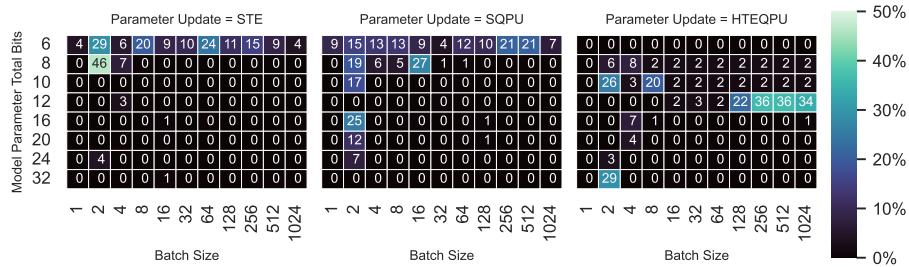 Parameter Update = STE Parameter Update = SQPU Parameter Update = HTEQPU
Model Parameter Total Bits
6 4 29 6 20 9 10 24 11 15 9 4 9 15 13 13 9 4 12 10 21 21 7 0 0 0 0 0 0 0 0 0 0 0
8 0 46 7 0 0 0 0 0 0 0 0 0 19 6 5 27 1 1 0 0 0 0 0 6 8 2 2 2 2 2 2 2 2
10 0 0 0 0 0 0 0 0 0 0 0 0 17 0 0 0 0 0 0 0 0 0 0 26 3 20 2 2 2 2 2 2 2
12 0 0 3 0 0 0 0 0 0 0 0 0 0 0 0 0 0 0 0 0 0 0 0 0 0 0 2 3 2 22 36 36 34
16 0 0 0 0 1 0 0 0 0 0 0 0 25 0 0 0 0 0 1 0 0 0 0 0 7 1 0 0 0 0 0 0 1
20 0 0 0 0 0 0 0 0 0 0 0 0 12 0 0 0 0 0 1 0 0 0 0 0 4 0 0 0 0 0 0 0 0
24 0 4 0 0 0 0 0 0 0 0 0 0 7 0 0 0 0 0 0 0 0 0 0 3 0 0 0 0 0 0 0 0 0
32 0 0 0 0 1 0 0 0 0 0 0 0 0 0 0 0 0 0 0 0 0 0 0 29 0 0 0 0 0 0 0 0 0
1 2 4 8 16 32 64 128 256 512 1024 1 2 4 8 16 32 64 128 256 512 1024 1 2 4 8 16 32 64 128 256 512 1024
Batch Size Batch Size Batch Size
50%
40%
30%
20%
10%
0%